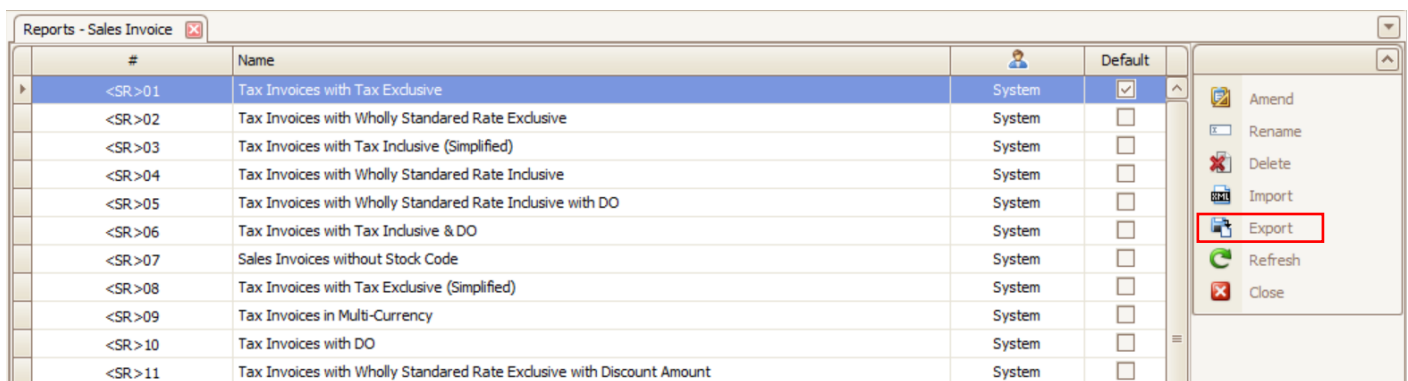 Reports - Sales Invoice
# Name Default
<SR>01 Tax Invoices with Tax Exclusive System
<SR>02 Tax Invoices with Wholly Standared Rate Exclusive System
<SR>03 Tax Invoices with Tax Inclusive (Simplified) System
<SR>04 Tax Invoices with Wholly Standared Rate Inclusive System
<SR>05 Tax Invoices with Wholly Standared Rate Inclusive with DO System
<SR>06 Tax Invoices with Tax Inclusive & DO System
<SR>07 Sales Invoices without Stock Code System
<SR>08 Tax Invoices with Tax Exclusive (Simplified) System
<SR>09 Tax Invoices in Multi-Currency System
<SR>10 Tax Invoices with DO System
<SR>11 Tax Invoices with Wholly Standared Rate Exclusive with Discount Amount System
Amend
Rename
Delete
XML Import
Export
Refresh
Close